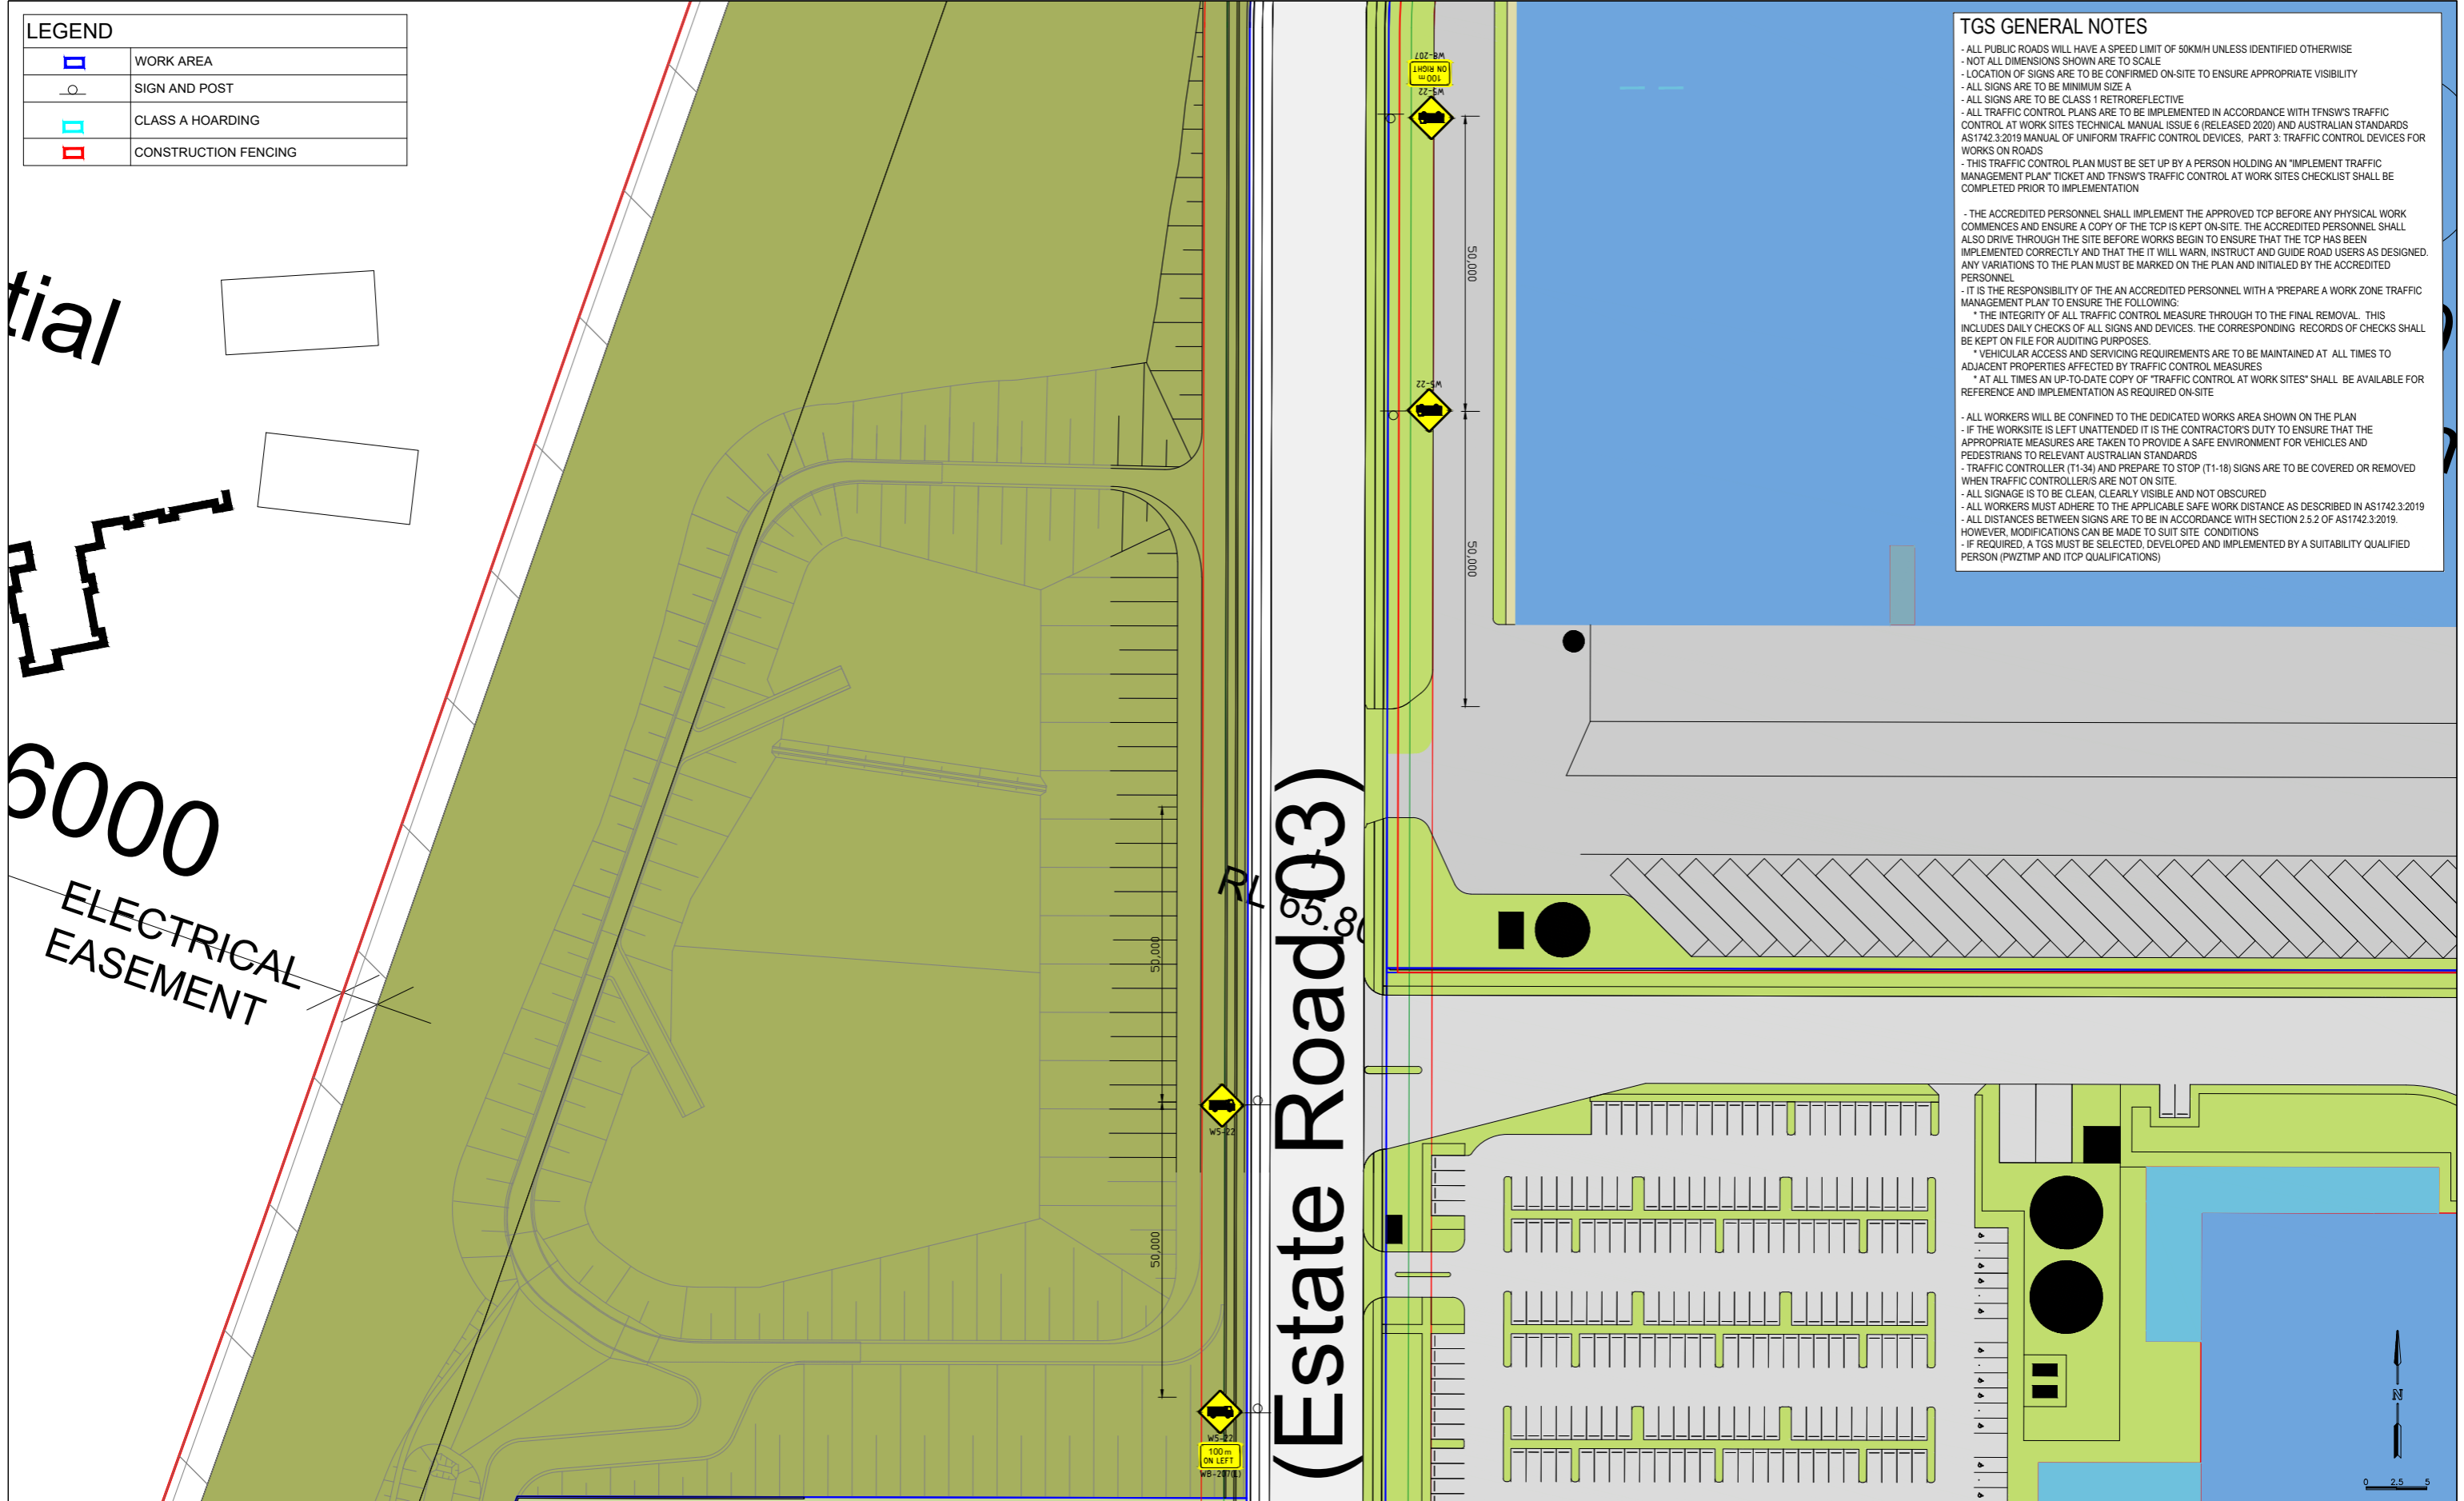 LEGEND
WORK AREA
SIGN AND POST
CLASS A HOARDING
CONSTRUCTION FENCING
TGS GENERAL NOTES
- ALL PUBLIC ROADS WILL HAVE A SPEED LIMIT OF 50KM/H UNLESS IDENTIFIED OTHERWISE
- NOT ALL DIMENSIONS SHOWN ARE TO SCALE
- LOCATION OF SIGNS ARE TO BE CONFIRMED ON-SITE TO ENSURE APPROPRIATE VISIBILITY
- ALL SIGNS ARE TO BE MINIMUM SIZE A
- ALL SIGNS ARE TO BE CLASS 1 RETROREFLECTIVE
- ALL TRAFFIC CONTROL PLANS ARE TO BE IMPLEMENTED IN ACCORDANCE WITH TFNSW'S TRAFFIC
CONTROL AT WORK SITES TECHNICAL MANUAL ISSUE 6 (RELEASED 2020) AND AUSTRALIAN STANDARDS
AS1742.3:2019 MANUAL OF UNIFORM TRAFFIC CONTROL DEVICES, PART 3: TRAFFIC CONTROL DEVICES FOR
WORKS ON ROADS
- THIS TRAFFIC CONTROL PLAN MUST BE SET UP BY A PERSON HOLDING AN "IMPLEMENT TRAFFIC
MANAGEMENT PLAN" TICKET AND TFNSW'S TRAFFIC CONTROL AT WORK SITES CHECKLIST SHALL BE
COMPLETED PRIOR TO IMPLEMENTATION
- THE ACCREDITED PERSONNEL SHALL IMPLEMENT THE APPROVED TCP BEFORE ANY PHYSICAL WORK
COMMENCES AND ENSURE A COPY OF THE TCP IS KEPT ON-SITE. THE ACCREDITED PERSONNEL SHALL
ALSO DRIVE THROUGH THE SITE BEFORE WORKS BEGIN TO ENSURE THAT THE TCP HAS BEEN
IMPLEMENTED CORRECTLY AND THAT THE IT WILL WARN, INSTRUCT AND GUIDE ROAD USERS AS DESIGNED.
ANY VARIATIONS TO THE PLAN MUST BE MARKED ON THE PLAN AND INITIALED BY THE ACCREDITED
PERSONNEL
- IT IS THE RESPONSIBILITY OF THE AN ACCREDITED PERSONNEL WITH A 'PREPARE A WORK ZONE TRAFFIC
MANAGEMENT PLAN' TO ENSURE THE FOLLOWING:
* THE INTEGRITY OF ALL TRAFFIC CONTROL MEASURE THROUGH TO THE FINAL REMOVAL. THIS
INCLUDES DAILY CHECKS OF ALL SIGNS AND DEVICES. THE CORRESPONDING RECORDS OF CHECKS SHALL
BE KEPT ON FILE FOR AUDITING PURPOSES.
* VEHICULAR ACCESS AND SERVICING REQUIREMENTS ARE TO BE MAINTAINED AT ALL TIMES TO
ADJACENT PROPERTIES AFFECTED BY TRAFFIC CONTROL MEASURES
* AT ALL TIMES AN UP-TO-DATE COPY OF "TRAFFIC CONTROL AT WORK SITES" SHALL BE AVAILABLE FOR
REFERENCE AND IMPLEMENTATION AS REQUIRED ON-SITE
- ALL WORKERS WILL BE CONFINED TO THE DEDICATED WORKS AREA SHOWN ON THE PLAN
- IF THE WORKSITE IS LEFT UNATTENDED IT IS THE CONTRACTOR'S DUTY TO ENSURE THAT THE
APPROPRIATE MEASURES ARE TAKEN TO PROVIDE A SAFE ENVIRONMENT FOR VEHICLES AND
PEDESTRIANS TO RELEVANT AUSTRALIAN STANDARDS
- TRAFFIC CONTROLLER (T1-34) AND PREPARE TO STOP (T1-18) SIGNS ARE TO BE COVERED OR REMOVED
WHEN TRAFFIC CONTROLLER/S ARE NOT ON SITE.
- ALL SIGNAGE IS TO BE CLEAN, CLEARLY VISIBLE AND NOT OBSCURED
- ALL WORKERS MUST ADHERE TO THE APPLICABLE SAFE WORK DISTANCE AS DESCRIBED IN AS1742.3:2019
- ALL DISTANCES BETWEEN SIGNS ARE TO BE IN ACCORDANCE WITH SECTION 2.5.2 OF AS1742.3:2019.
HOWEVER, MODIFICATIONS CAN BE MADE TO SUIT SITE CONDITIONS
- IF REQUIRED, A TGS MUST BE SELECTED, DEVELOPED AND IMPLEMENTED BY A SUITABILITY QUALIFIED
PERSON (PWZTMP AND ITCP QUALIFICATIONS)
W8-207
100 m
ON RIGHT
W5-22
50,000
W5-22
50,000
tial
6000
ELECTRICAL
EASEMENT
RL 65.80
(Estate Road 03)
50,000
W5-22
50,000
W5-22
100 m
ON LEFT
W8-207(L)
N
0 2.5 5